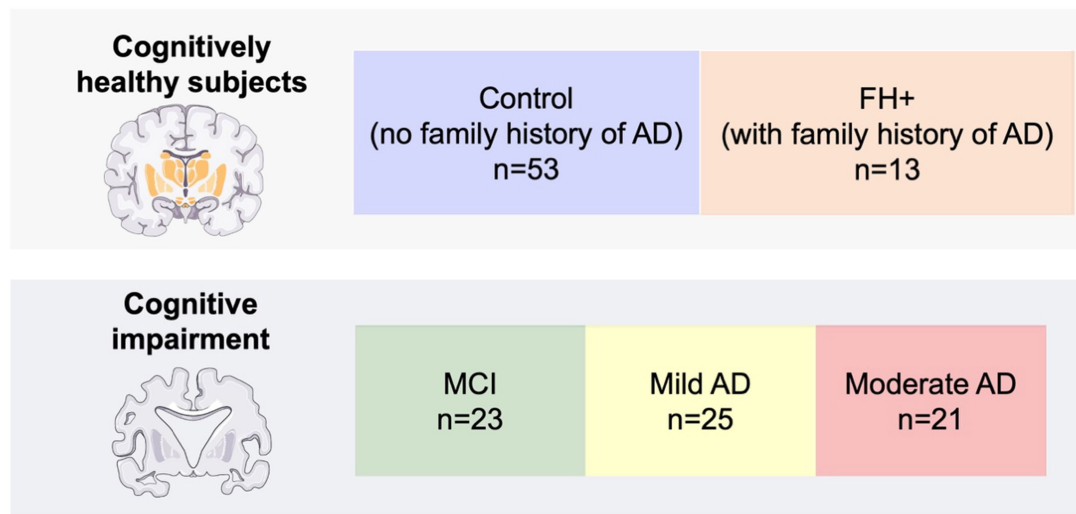 Cognitively
healthy subjects
Control
(no family history of AD)
n=53
FH+
(with family history of AD)
n=13
Cognitive
impairment
MCI
n=23
Mild AD
n=25
Moderate AD
n=21